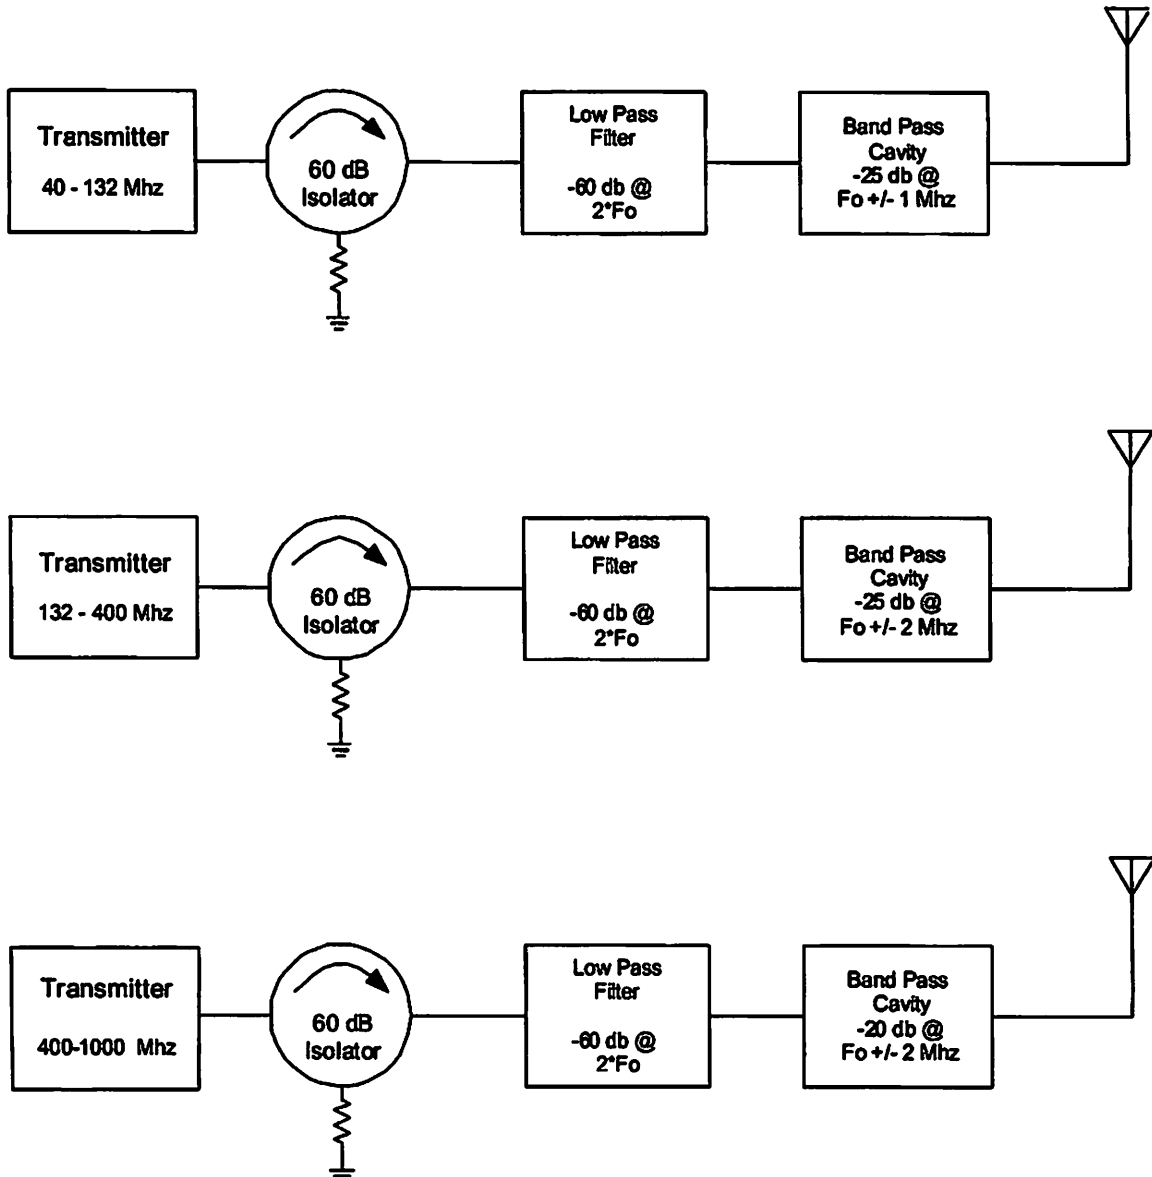 Transmitter
40 - 132 Mhz
60 dB
Isolator
Low Pass
Filter
-60 db @
2*Fo
Band Pass
Cavity
-25 db @
Fo +/- 1 Mhz
Transmitter
132 - 400 Mhz
60 dB
Isolator
Low Pass
Filter
-60 db @
2*Fo
Band Pass
Cavity
-25 db @
Fo +/- 2 Mhz
Transmitter
400-1000 Mhz
60 dB
Isolator
Low Pass
Filter
-60 db @
2*Fo
Band Pass
Cavity
-20 db @
Fo +/- 2 Mhz